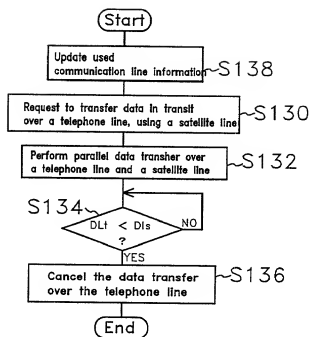 Start
Update used
communication line information
S138
Request to transfer data in transit
over a telephone line, using a satellite line
S130
Perform parallel data transher over
a telephone line and a satellite line
S132
S134
DLt < Dls
?
NO
YES
Cancel the data transfer
over the telephone line
S136
End